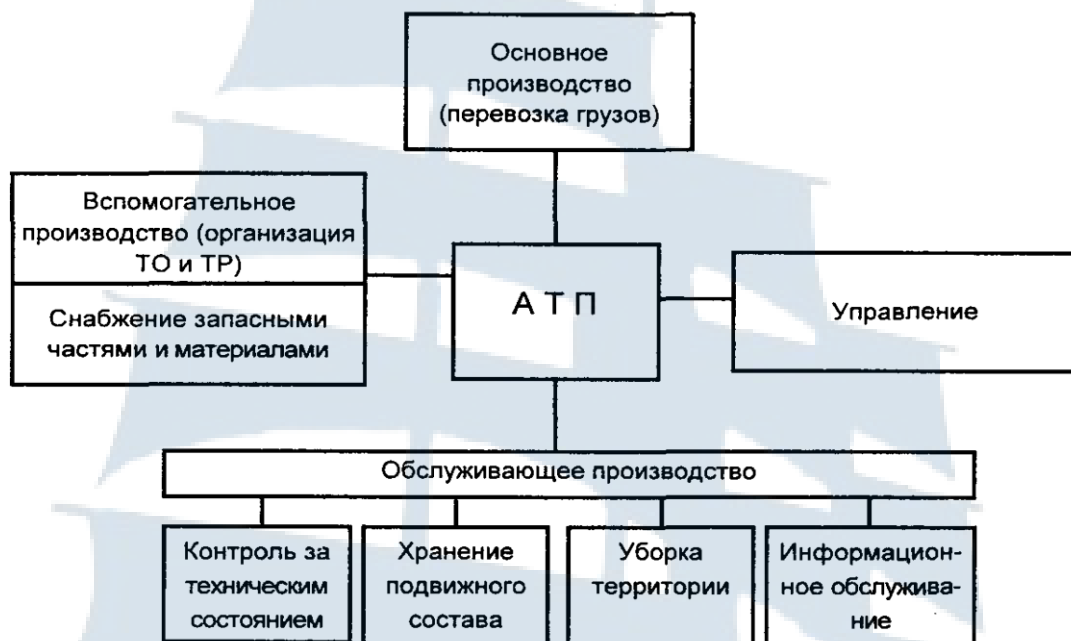 Основное
производство
(перевозка грузов)
Вспомогательное
производство (организация
ТО и ТР)
Снабжение запасными
частями и материалами
А Т П
Управление
Обслуживающее производство
Контроль за
техническим
состоянием
Хранение
подвижного
состава
Уборка
территории
Информацион-
ное обслужива-
ние